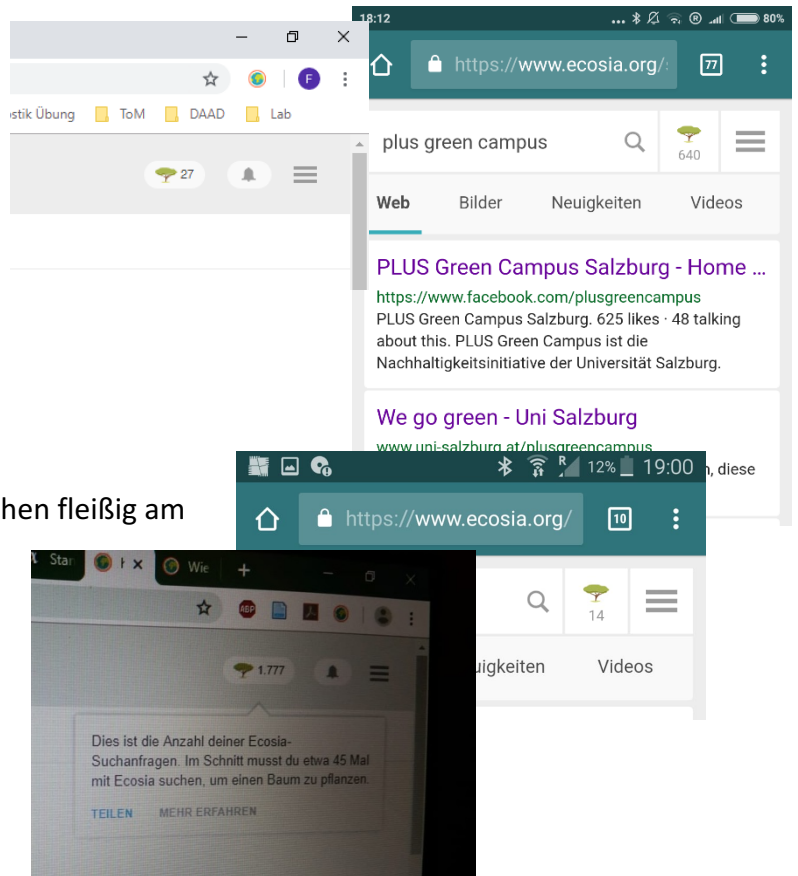 F
ostik Übung ToM DAAD Lab
27
18:12 ... R 80%
https://www.ecosia.org/ 77
plus green campus
640
Web Bilder Neuigkeiten Videos
PLUS Green Campus Salzburg - Home ...
https://www.facebook.com/plusgreencampus
PLUS Green Campus Salzburg. 625 likes · 48 talking
about this. PLUS Green Campus ist die
Nachhaltigkeitsinitiative der Universität Salzburg.
We go green - Uni Salzburg
www.uni-salzburg.at/plusgreencampus
, diese
hen fleißig am
R 12% 19:00
https://www.ecosia.org/ 10
14
uigkeiten Videos
Star Wie +
ABP
1.777
Dies ist die Anzahl deiner Ecosia-
Suchanfragen. Im Schnitt musst du etwa 45 Mal
mit Ecosia suchen, um einen Baum zu pflanzen.
TEILEN MEHR ERFAHREN